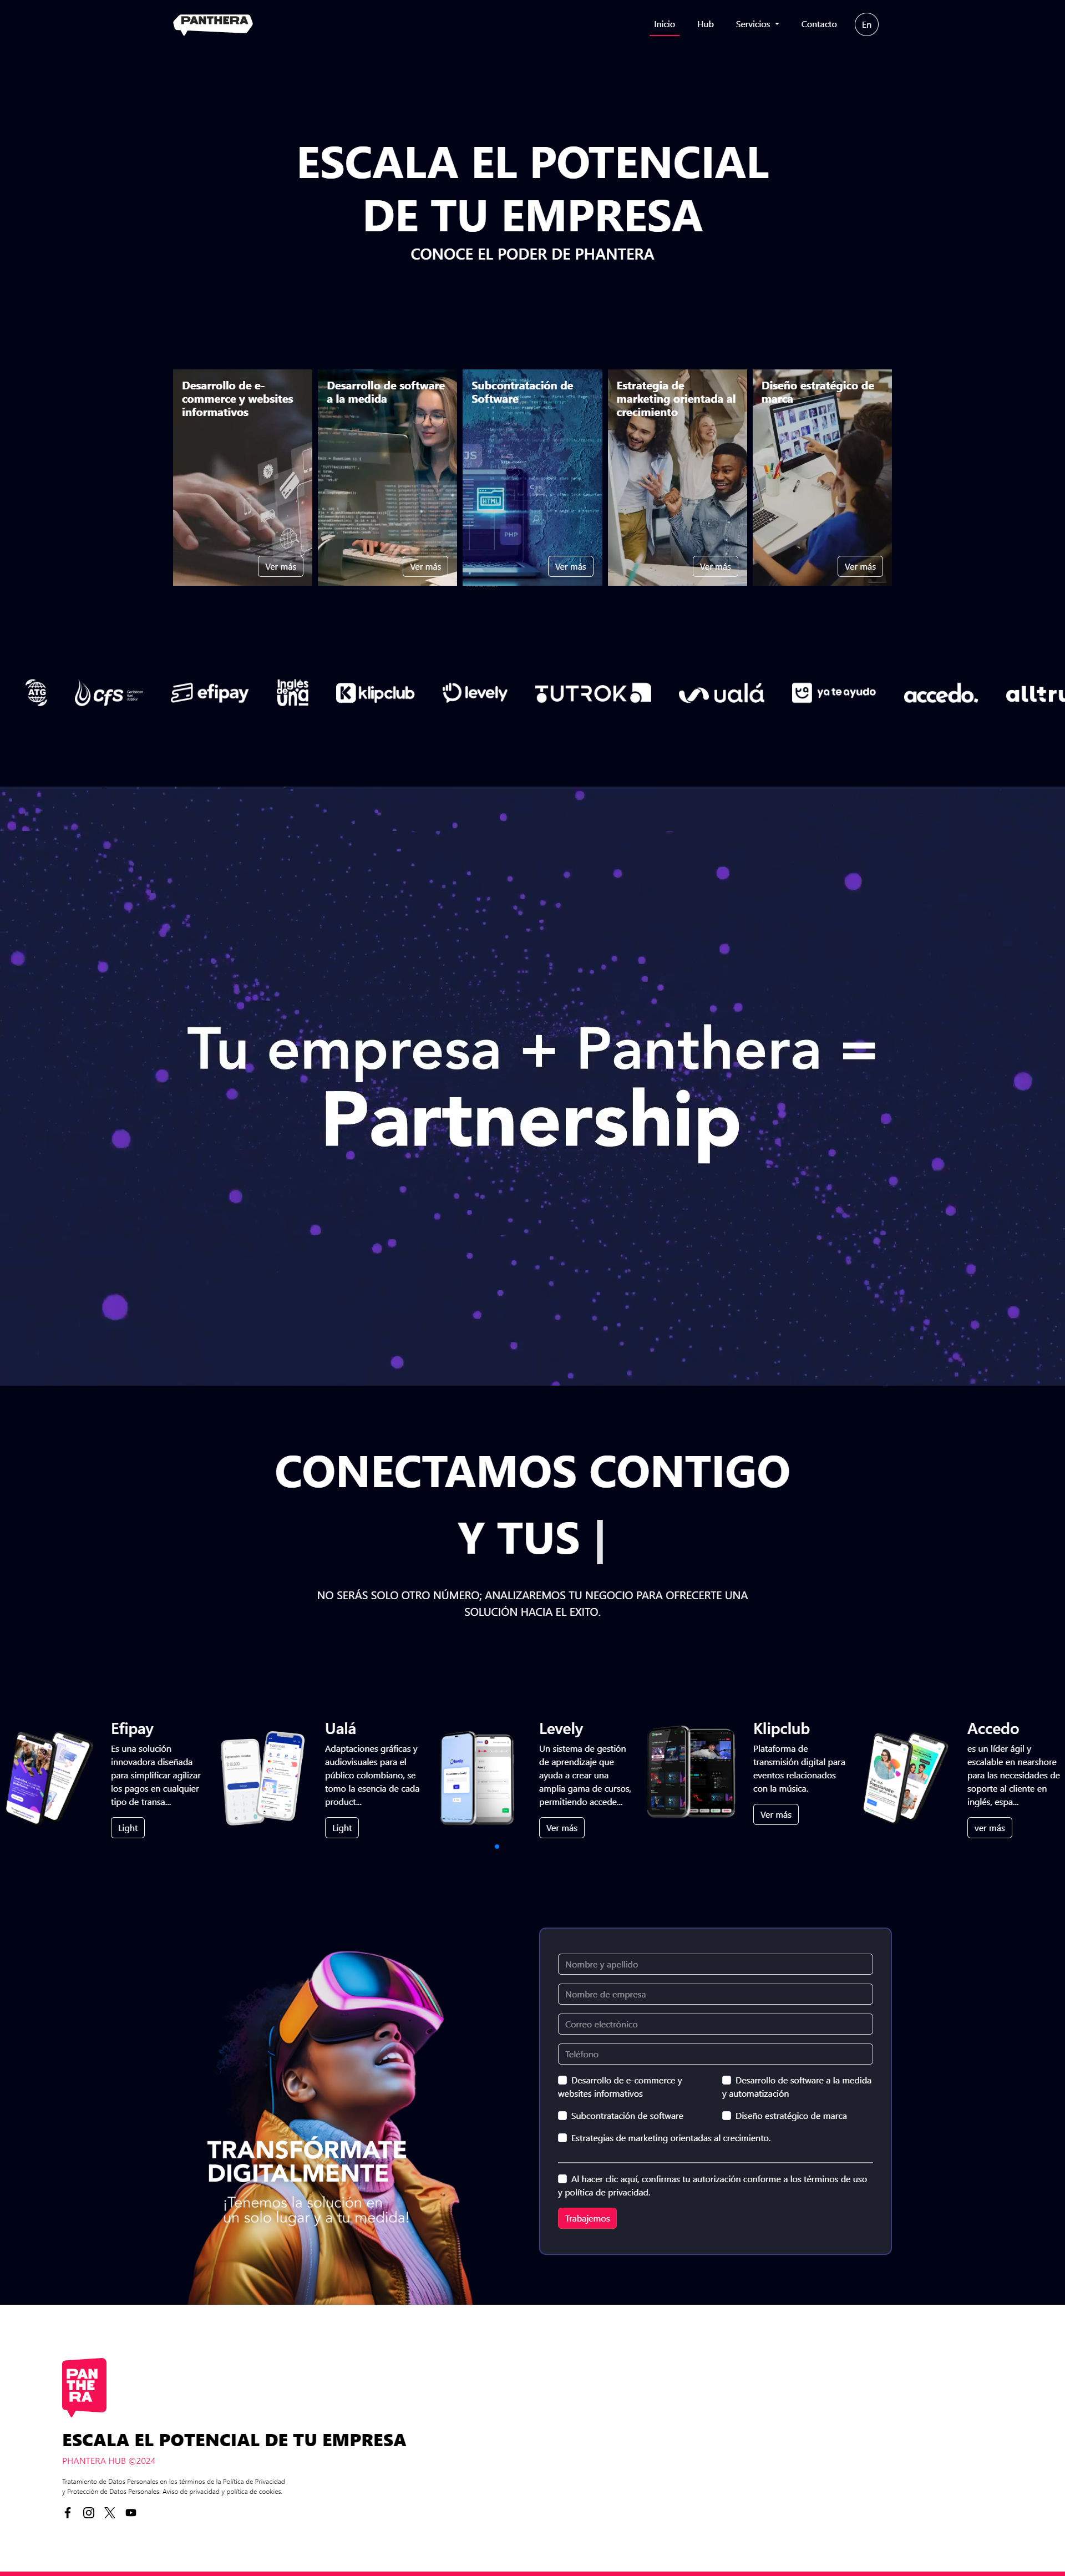 PANTHERA
Inicio
Hub
Servicios
Contacto
En
ESCALA EL POTENCIAL
DE TU EMPRESA
CONOCE EL PODER DE PHANTERA
Desarrollo de e-
commerce y websites
informativos
Ver más
Desarrollo de software
a la medida
Ver más
Subcontratación de
Software
JS
HTML
PHP
Ver más
Estrategia de
marketing orientada al
crecimiento
Ver más
Diseño estratégico de
marca
Ver más
ATG
cfs
efipay
Inglés
de una
klipclub
levely
TUTROK
ualá
ya te ayudo
accedo.
alltru
Tu empresa + Panthera =
Partnership
CONECTAMOS CONTIGO
Y TUS |
NO SERÁS SOLO OTRO NÚMERO; ANALIZAREMOS TU NEGOCIO PARA OFRECERTE UNA
SOLUCIÓN HACIA EL EXITO.
Efipay
Es una solución
innovadora diseñada
para simplificar agilizar
los pagos en cualquier
tipo de transa...
Light
Ualá
Adaptaciones gráficas y
audiovisuales para el
público colombiano, se
tomo la esencia de cada
product...
Light
Levely
Un sistema de gestión
de aprendizaje que
ayuda a crear una
amplia gama de cursos,
permitiendo accede...
Ver más
Klipclub
Plataforma de
transmisión digital para
eventos relacionados
con la música.
Ver más
Accedo
es un líder ágil y
escalable en nearshore
para las necesidades de
soporte al cliente en
inglés, espa...
ver más
TRANSFÓRMATE
DIGITALMENTE
¡Tenemos la solución en
un solo lugar y a tu medida!
Nombre y apellido
Nombre de empresa
Correo electrónico
Teléfono
Desarrollo de e-commerce y
websites informativos
Desarrollo de software a la medida
y automatización
Subcontratación de software
Diseño estratégico de marca
Estrategias de marketing orientadas al crecimiento.
Al hacer clic aquí, confirmas tu autorización conforme a los términos de uso
y política de privacidad.
Trabajemos
PAN
THE
RA
ESCALA EL POTENCIAL DE TU EMPRESA
PHANTERA HUB ©2024
Tratamiento de Datos Personales en los términos de la Política de Privacidad
y Protección de Datos Personales. Aviso de privacidad y política de cookies.